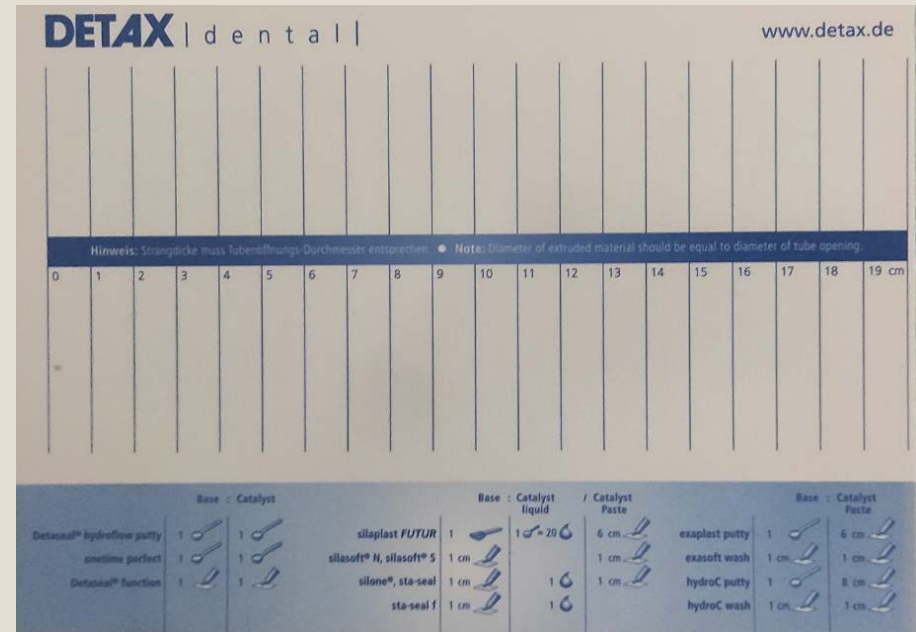 DETAX | dental |
www.detax.de
Hinweis: Strangdicke muss Tubenöffnungs-Durchmesser entsprechen. ● Note: Diameter of extruded material should be equal to diameter of tube opening.
0 1 2 3 4 5 6 7 8 9 10 11 12 13 14 15 16 17 18 19 cm
Base : Catalyst
Detaseal® hydroflow putty 1 1
onetime perfect 1 1
Detaseal® function 1 1
Base : Catalyst liquid / Catalyst Paste
silaplast FUTUR 1 1 = 20 6 cm
silasoft® N, silasoft® S 1 cm 1 cm
silone®, sta-seal 1 cm 1 1 cm
sta-seal f 1 cm 1
Base : Catalyst Paste
exaplast putty 1 6 cm
exasoft wash 1 cm 1 cm
hydroC putty 1 8 cm
hydroC wash 1 cm 1 cm